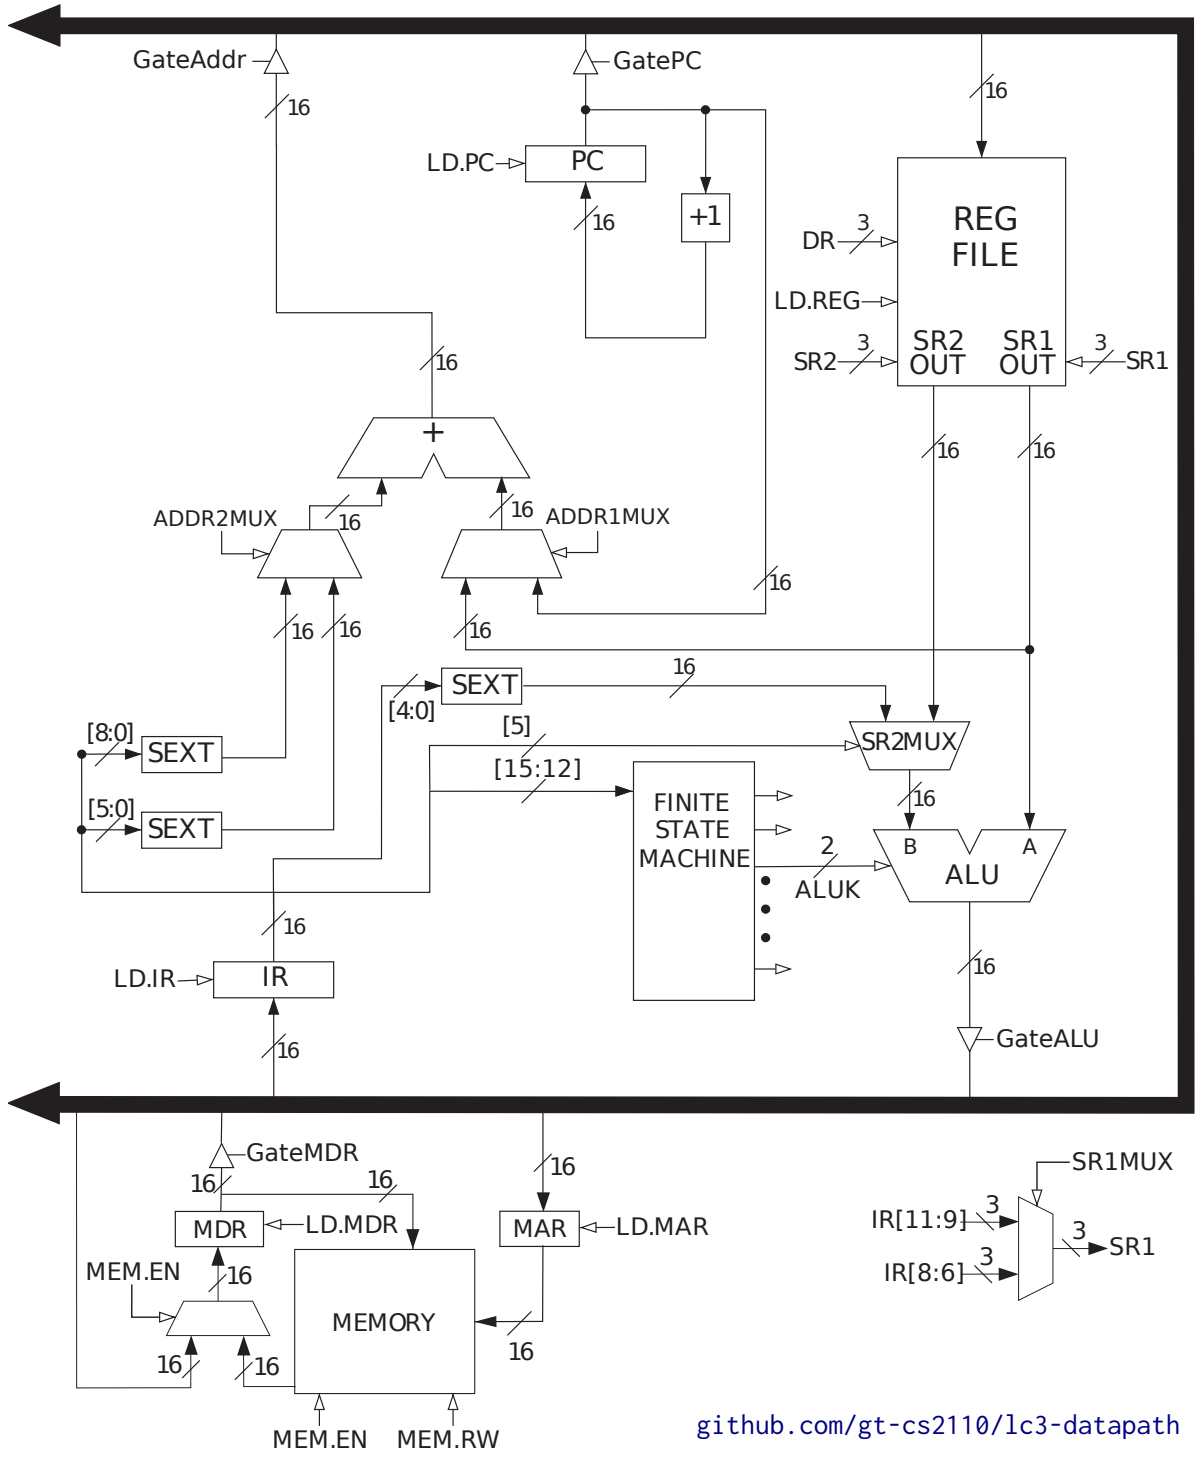 GateAddr
GatePC
16
16
LD.PC
PC
16
+1
REG
FILE
DR
3
LD.REG
SR2
3
SR2
OUT
SR1
OUT
3
SR1
16
+
16
16
ADDR2MUX
16
16
ADDR1MUX
16
16
16
16
[4:0]
SEXT
16
[8:0]
SEXT
[5]
SR2MUX
[15:12]
16
[5:0]
SEXT
FINITE
STATE
MACHINE
2
ALUK
B
A
ALU
16
LD.IR
IR
16
16
GateALU
GateMDR
16
16
16
MDR
LD.MDR
MAR
LD.MAR
MEM.EN
16
MEMORY
16
16
16
MEM.EN
MEM.RW
SR1MUX
IR[11:9]
3
3
SR1
IR[8:6]
3
github.com/gt-cs2110/lc3-datapath